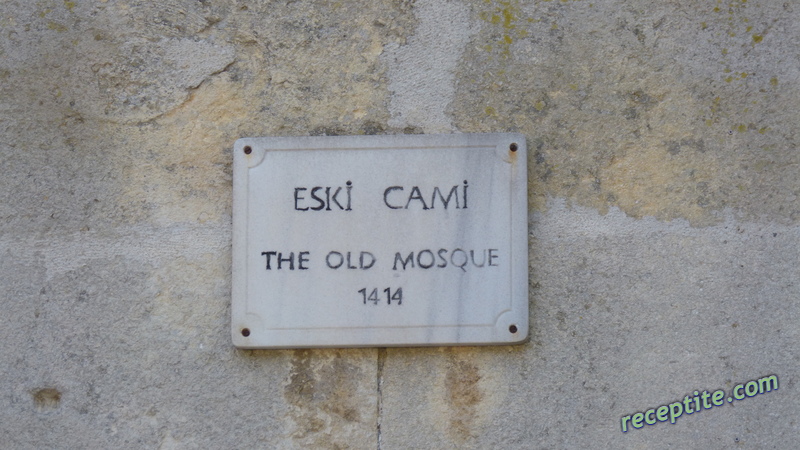 ESKİ CAMİ
THE OLD MOSQUE
1414
receptite.com